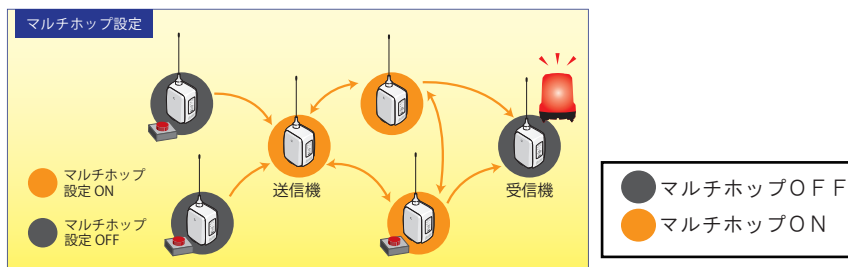 マルチホップ設定
マルチホップ
設定 ON
マルチホップ
設定 OFF
送信機
受信機
マルチホップＯＦＦ
マルチホップＯＮ